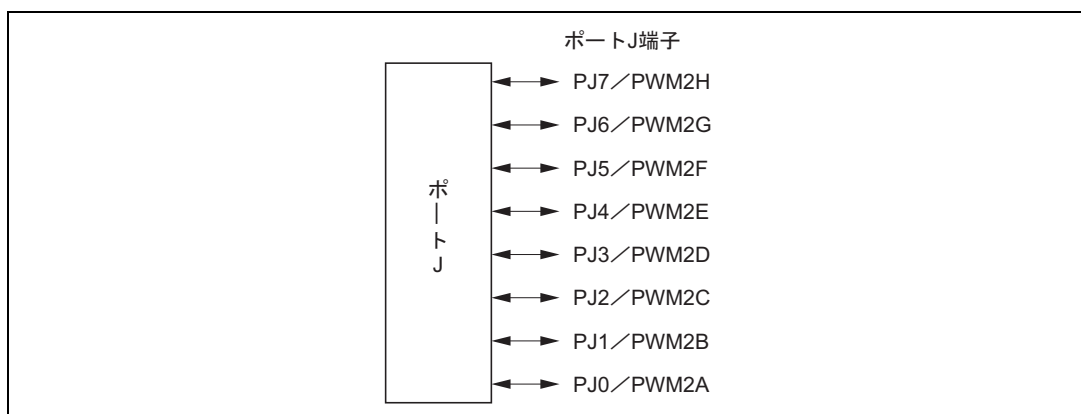 ポートJ端子
PJ7／PWM2H
PJ6／PWM2G
PJ5／PWM2F
PJ4／PWM2E
ポートJ
PJ3／PWM2D
PJ2／PWM2C
PJ1／PWM2B
PJ0／PWM2A